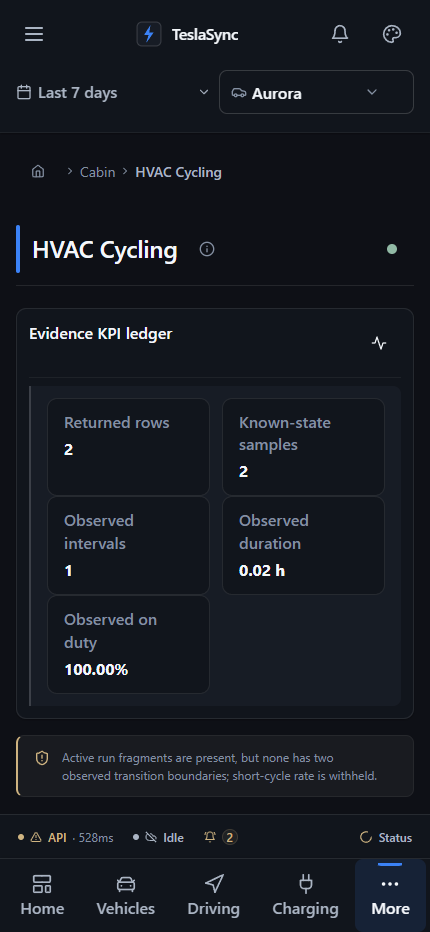 TeslaSync
Last 7 days
Aurora
Cabin
HVAC Cycling
HVAC Cycling
Evidence KPI ledger
Returned rows
2
Known-state
samples
2
Observed
intervals
1
Observed
duration
0.02 h
Observed on
duty
100.00%
Active run fragments are present, but none has two
observed transition boundaries; short-cycle rate is withheld.
API · 528ms
Idle
2
Status
Home
Vehicles
Driving
Charging
More